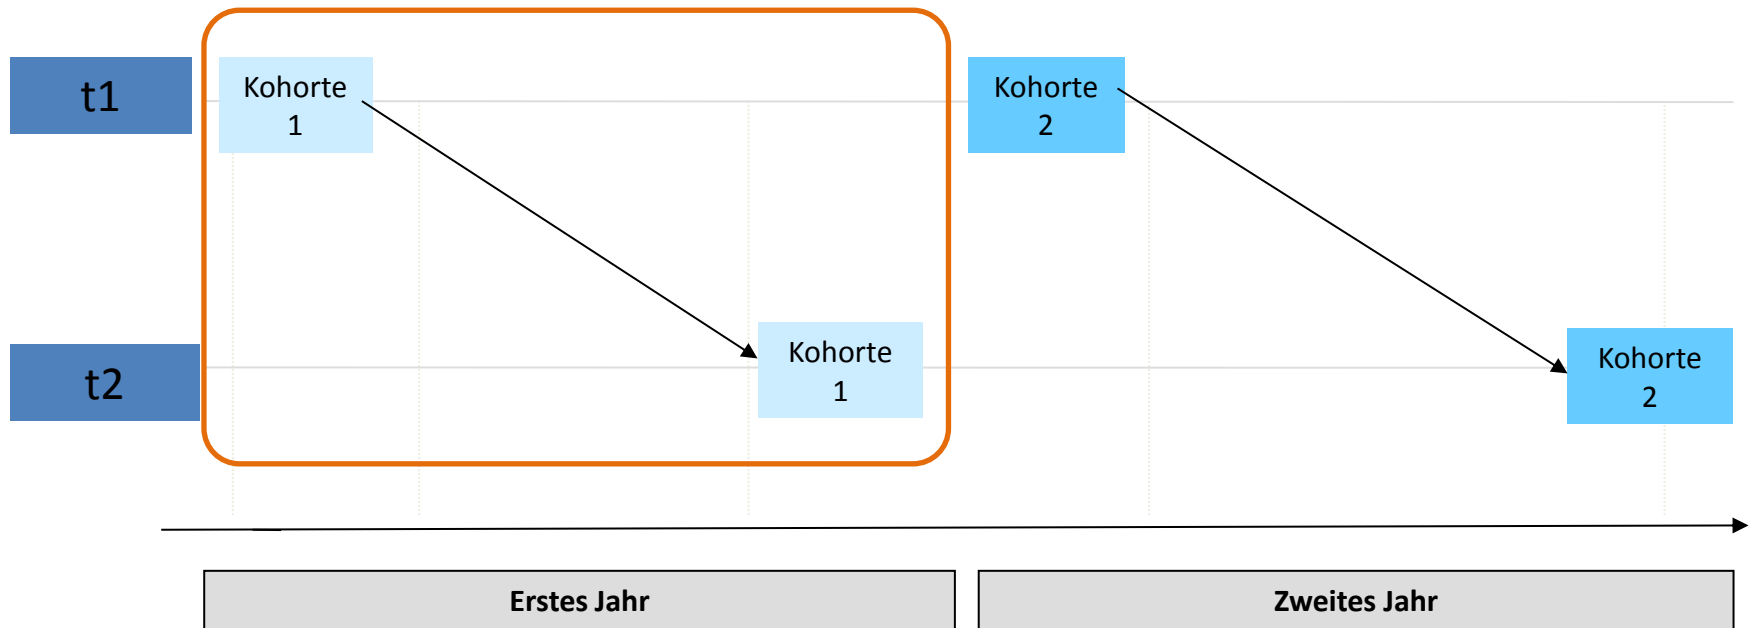 t1
Kohorte
1
Kohorte
2
t2
Kohorte
1
Kohorte
2
Erstes Jahr
Zweites Jahr